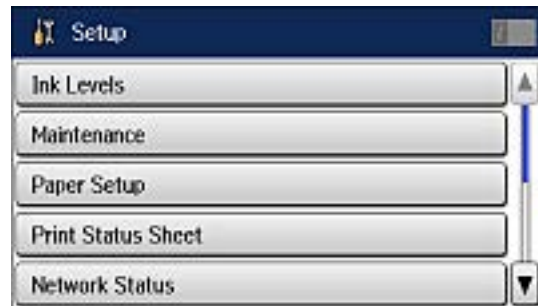 Setup
Ink Levels
Maintenance
Paper Setup
Print Status Sheet
Network Status